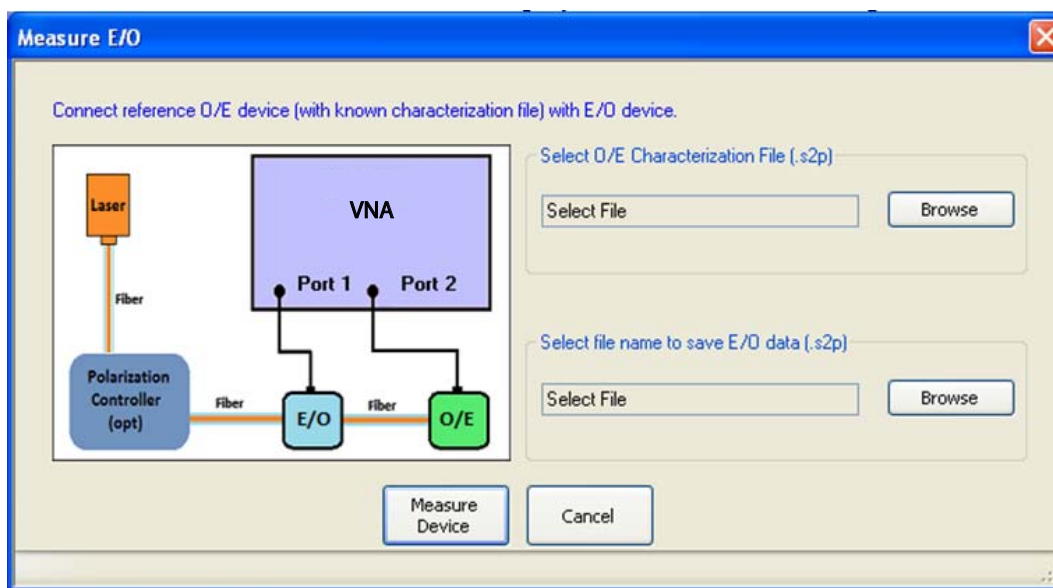 Measure E/O
Connect reference O/E device (with known characterization file) with E/O device.
Laser
Fiber
Polarization
Controller
(opt)
Fiber
E/O
Fiber
O/E
VNA
Port 1
Port 2
Select O/E Characterization File (.s2p)
Select File
Browse
Select file name to save E/O data (.s2p)
Select File
Browse
Measure
Device
Cancel